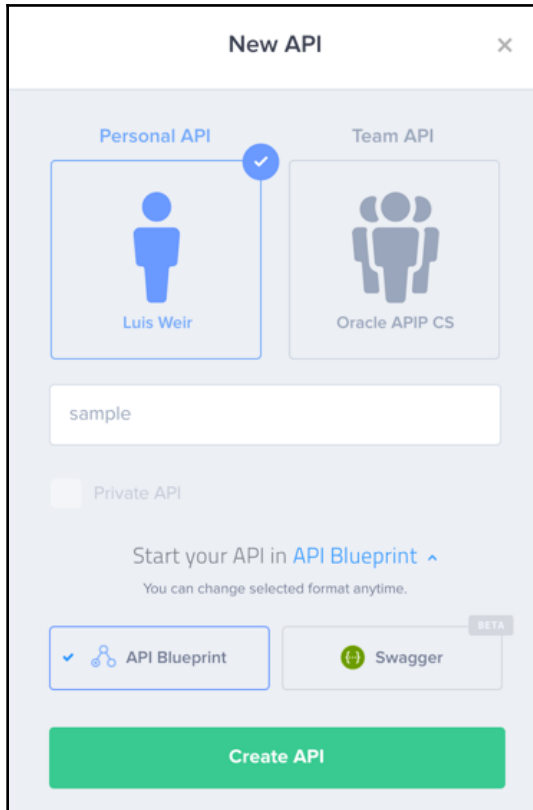 New API
Personal API
Team API
Luis Weir
Oracle APIP CS
sample
Private API
Start your API in API Blueprint
You can change selected format anytime.
BETA
API Blueprint
Swagger
Create API